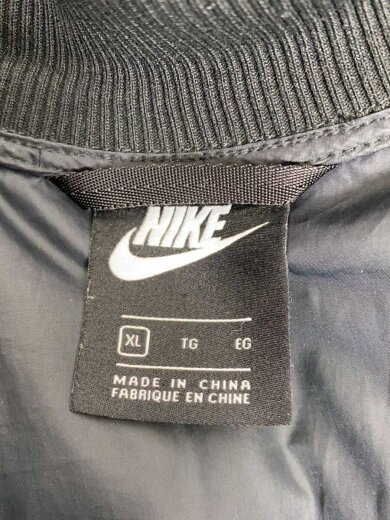 NIKE
XL TG EG
MADE IN CHINA
FABRIQUE EN CHINE